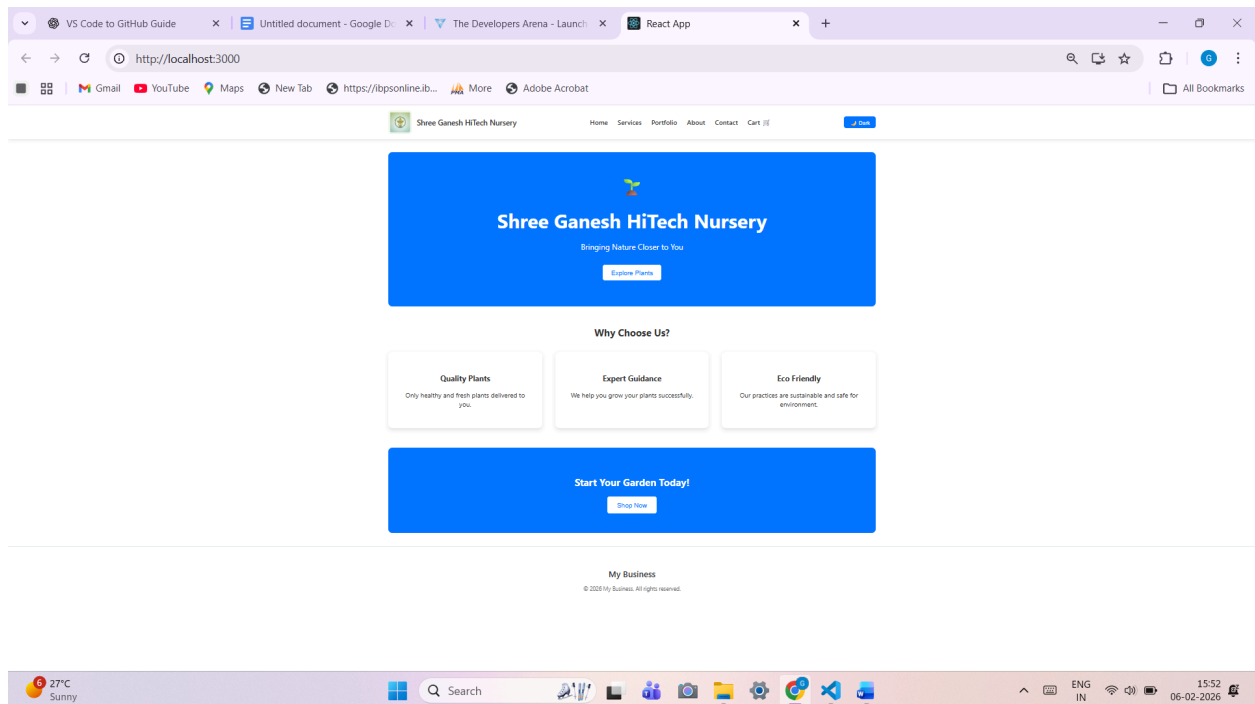 VS Code to GitHub Guide
Untitled document - Google Do
The Developers Arena - Launch
React App
http://localhost:3000
G
Gmail
YouTube
Maps
New Tab
https://ibpsonline.ib...
More
Adobe Acrobat
All Bookmarks
Shree Ganesh HiTech Nursery
Home Services Portfolio About Contact Cart 🛒
🌙 Dark
Shree Ganesh HiTech Nursery
Bringing Nature Closer to You
Explore Plants
Why Choose Us?
Quality Plants
Only healthy and fresh plants delivered to
you.
Expert Guidance
We help you grow your plants successfully.
Eco Friendly
Our practices are sustainable and safe for
environment.
Start Your Garden Today!
Shop Now
My Business
© 2026 My Business. All rights reserved.
6
27°C
Sunny
Search
ENG
IN
15:52
06-02-2026